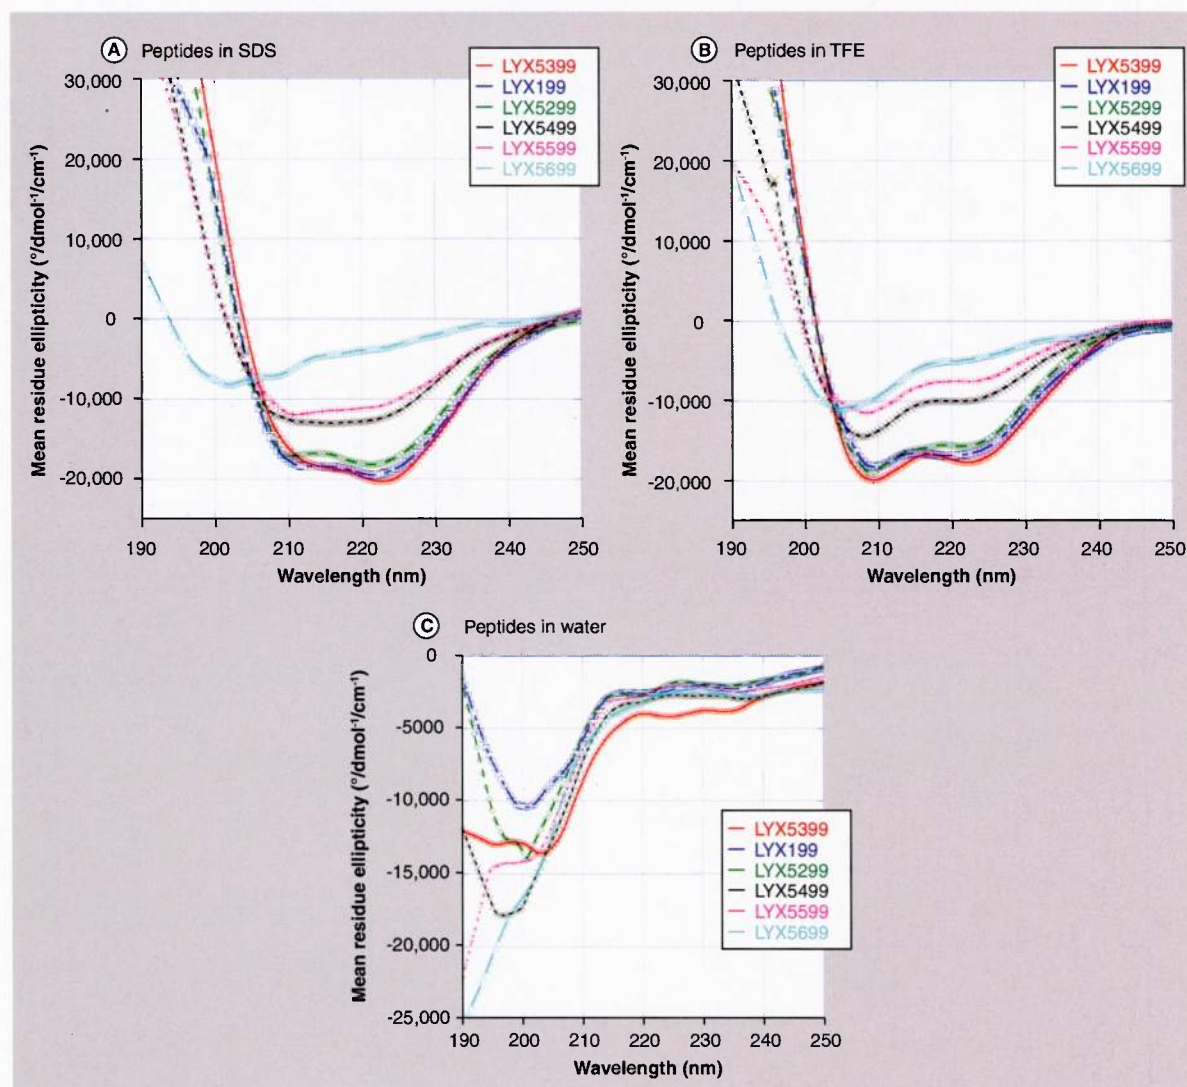 A Peptides in SDS
LYX5399
LYX199
LYX5299
LYX5499
LYX5599
LYX5699
Mean residue ellipticity (°/dmol⁻¹/cm⁻¹)
30,000
20,000
10,000
0
-10,000
-20,000
190 200 210 220 230 240 250
Wavelength (nm)
B Peptides in TFE
LYX5399
LYX199
LYX5299
LYX5499
LYX5599
LYX5699
Mean residue ellipticity (°/dmol⁻¹/cm⁻¹)
30,000
20,000
10,000
0
-10,000
-20,000
190 200 210 220 230 240 250
Wavelength (nm)
C Peptides in water
Mean residue ellipticity (°/dmol⁻¹/cm⁻¹)
0
-5000
-10,000
-15,000
-20,000
-25,000
LYX5399
LYX199
LYX5299
LYX5499
LYX5599
LYX5699
190 200 210 220 230 240 250
Wavelength (nm)